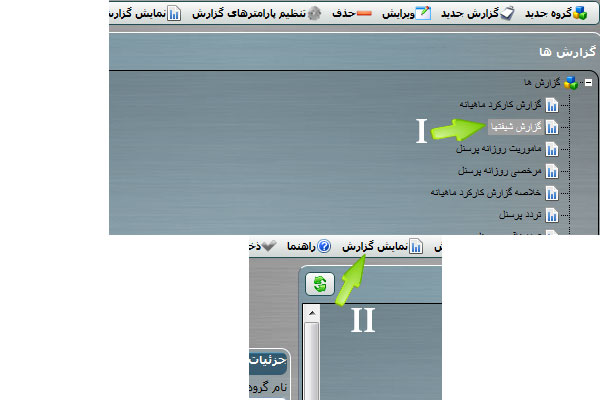 گروه جدید گزارش جدید ویرایش حذف تنظیم پارامترهای گزارش نمایش گزارش
گزارش ها
گزارش ها
گزارش کارکرد ماهیانه
گزارش شیفتها
I
ماموریت روزانه پرسنل
مرخصی روزانه پرسنل
خلاصه گزارش کارکرد ماهیانه
تردد پرسنل
نمایش گزارش راهنما
II
جزئیات
نام گروه